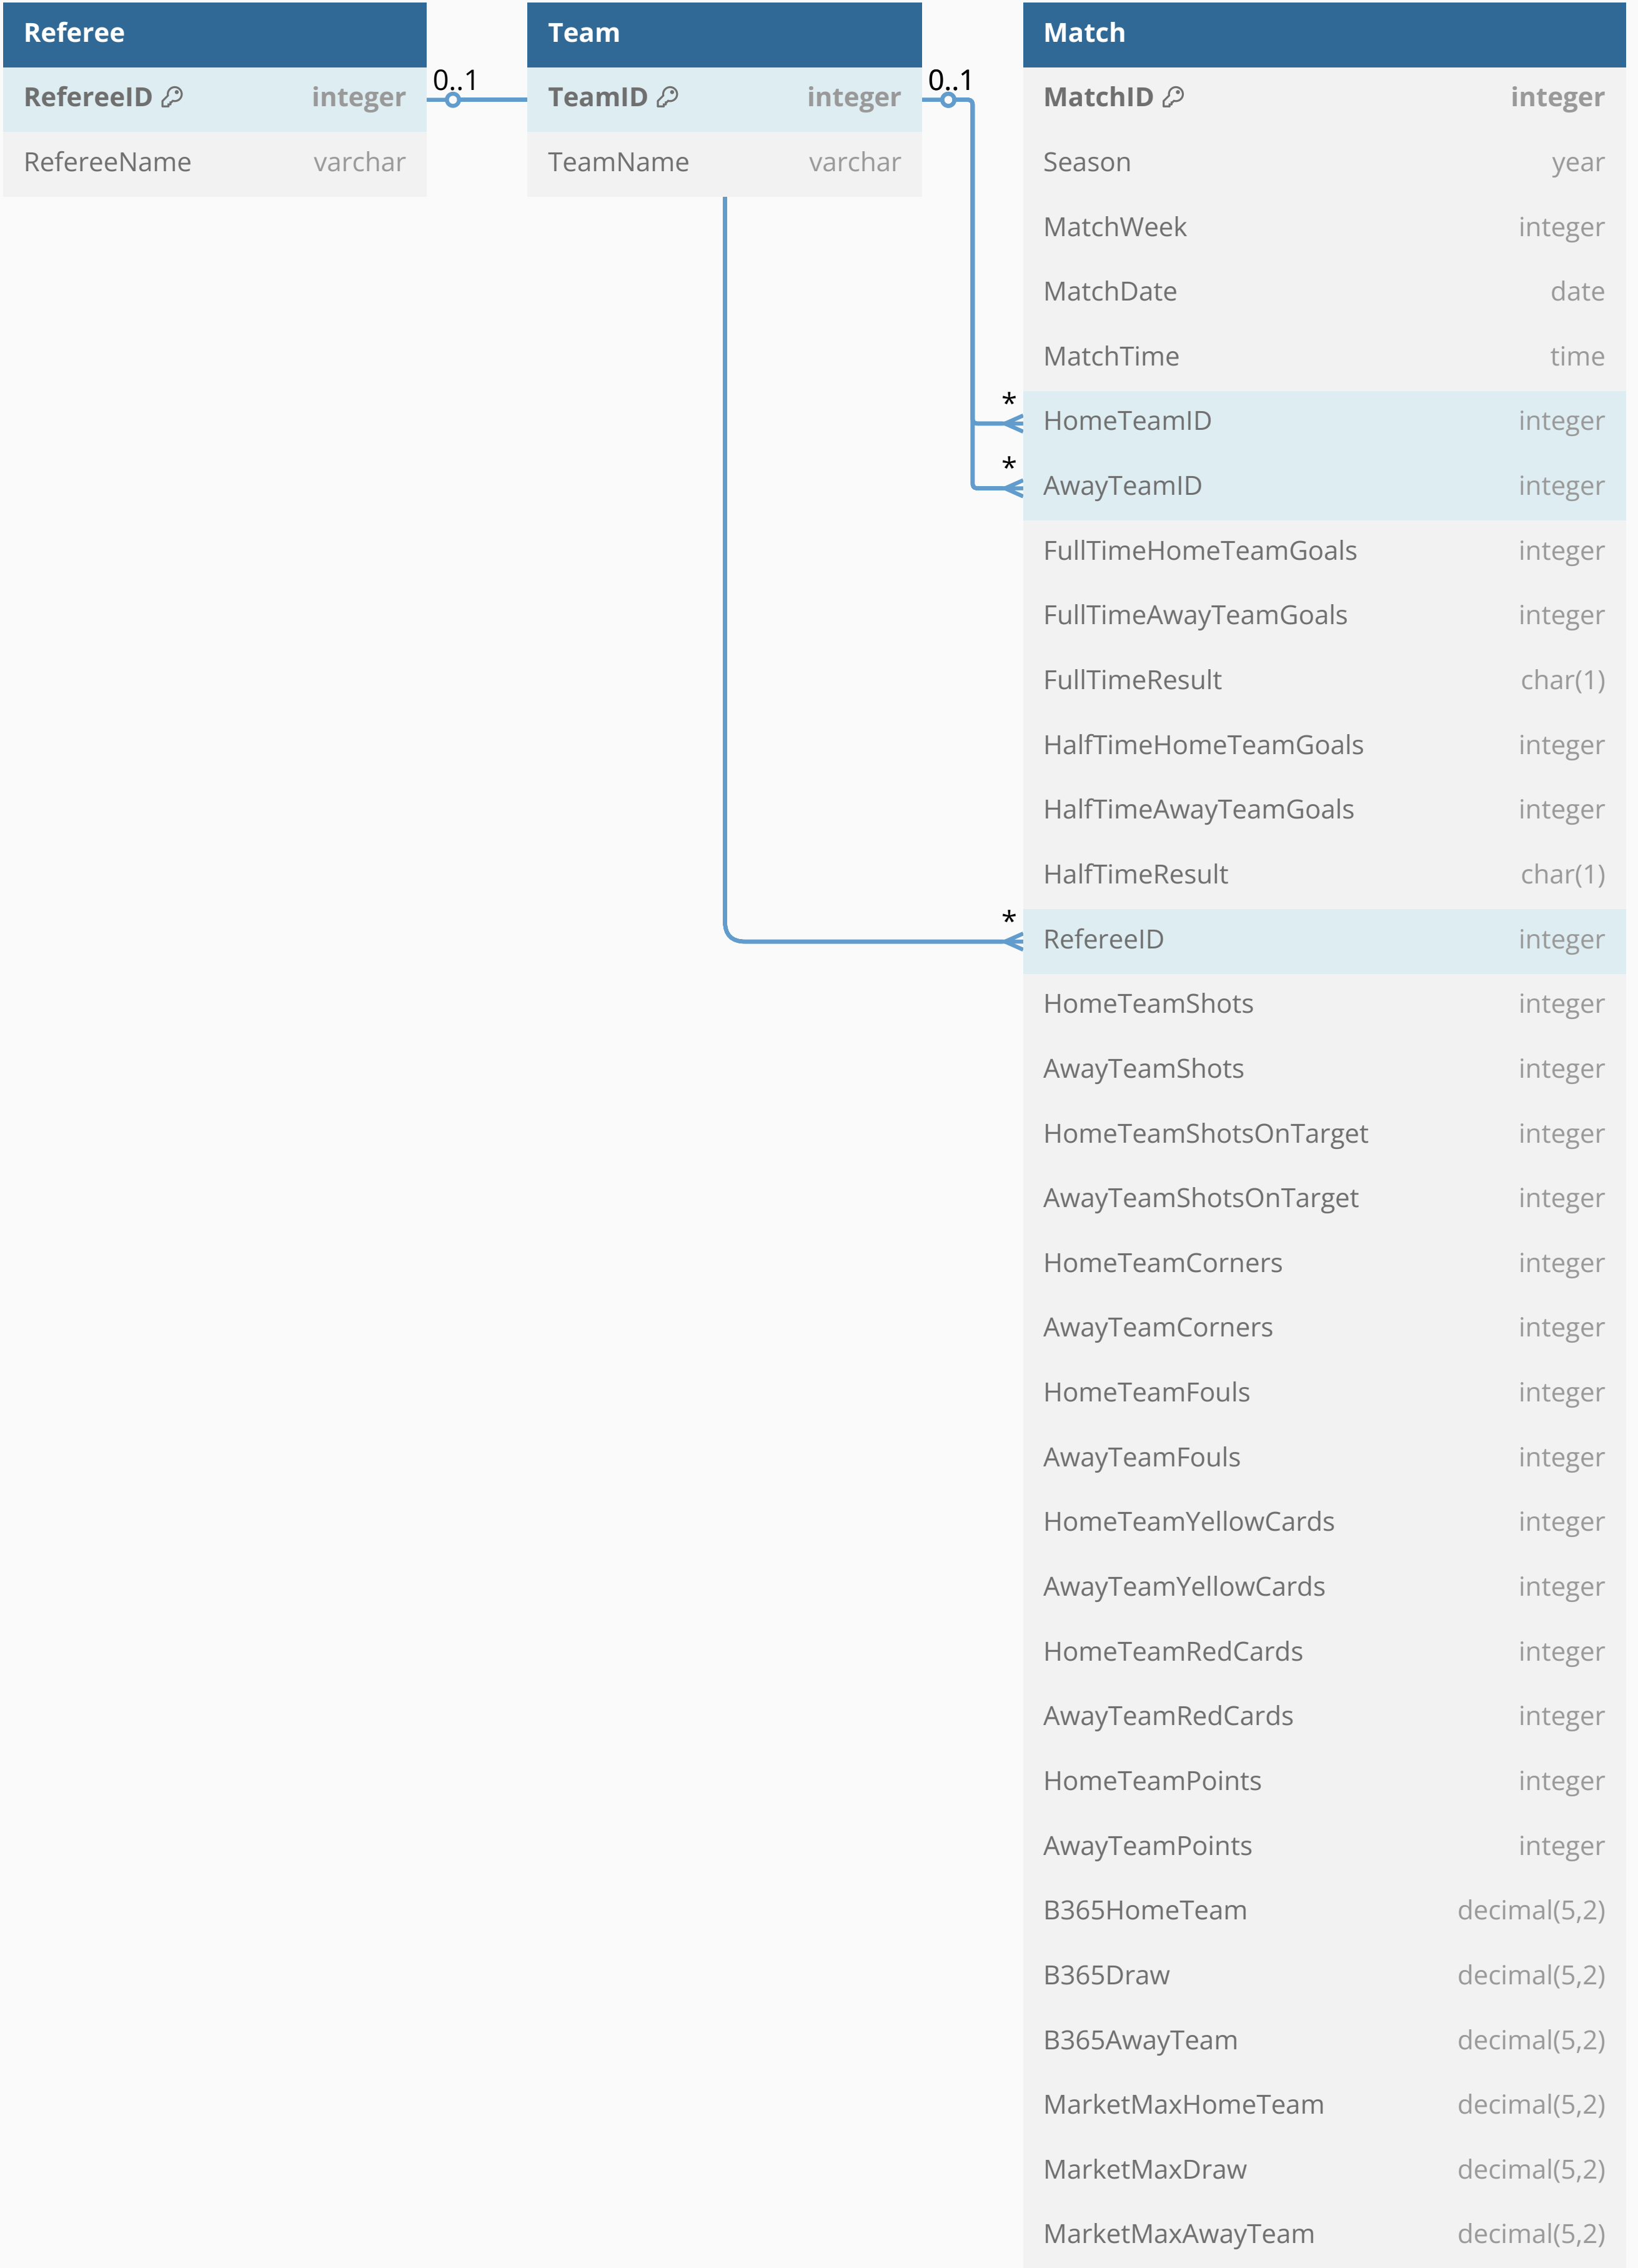 Referee
RefereeID integer
RefereeName varchar
0..1
Team
TeamID integer
TeamName varchar
0..1
Match
MatchID integer
Season year
MatchWeek integer
MatchDate date
MatchTime time
* HomeTeamID integer
* AwayTeamID integer
FullTimeHomeTeamGoals integer
FullTimeAwayTeamGoals integer
FullTimeResult char(1)
HalfTimeHomeTeamGoals integer
HalfTimeAwayTeamGoals integer
HalfTimeResult char(1)
* RefereeID integer
HomeTeamShots integer
AwayTeamShots integer
HomeTeamShotsOnTarget integer
AwayTeamShotsOnTarget integer
HomeTeamCorners integer
AwayTeamCorners integer
HomeTeamFouls integer
AwayTeamFouls integer
HomeTeamYellowCards integer
AwayTeamYellowCards integer
HomeTeamRedCards integer
AwayTeamRedCards integer
HomeTeamPoints integer
AwayTeamPoints integer
B365HomeTeam decimal(5,2)
B365Draw decimal(5,2)
B365AwayTeam decimal(5,2)
MarketMaxHomeTeam decimal(5,2)
MarketMaxDraw decimal(5,2)
MarketMaxAwayTeam decimal(5,2)